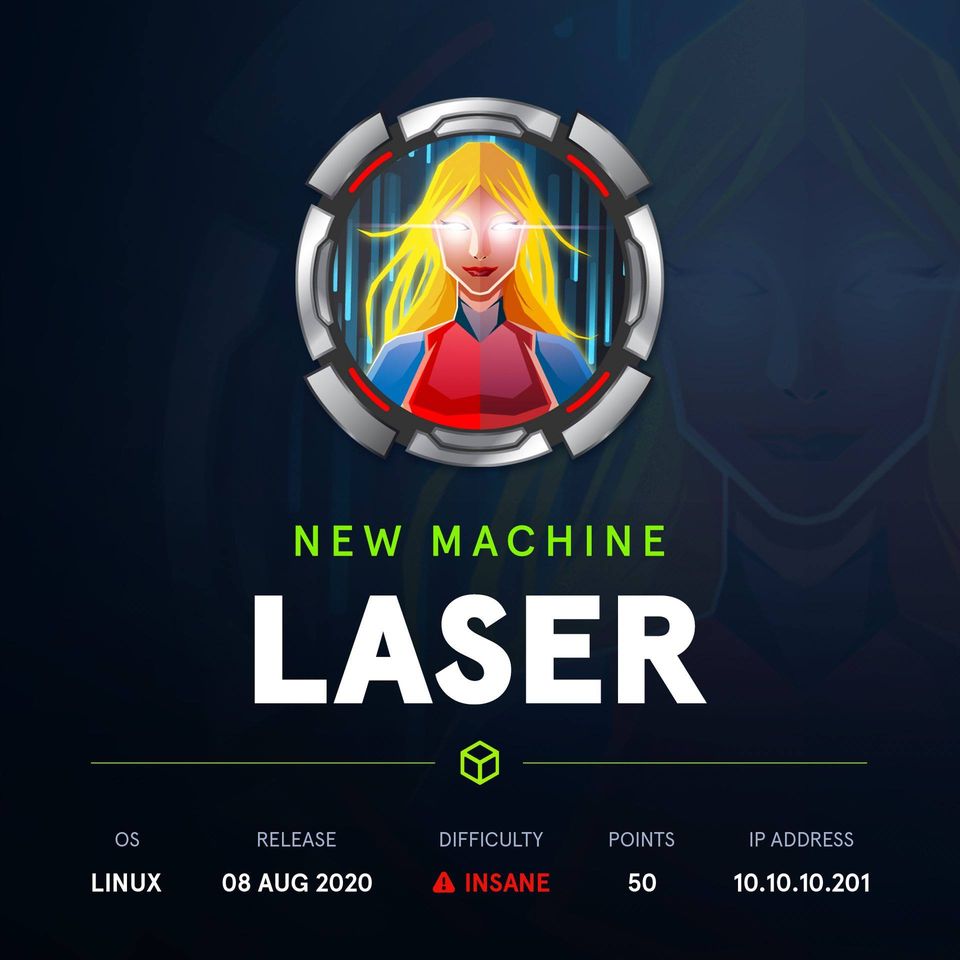 NEW MACHINE
LASER
OS RELEASE DIFFICULTY POINTS IP ADDRESS
LINUX 08 AUG 2020 INSANE 50 10.10.10.201